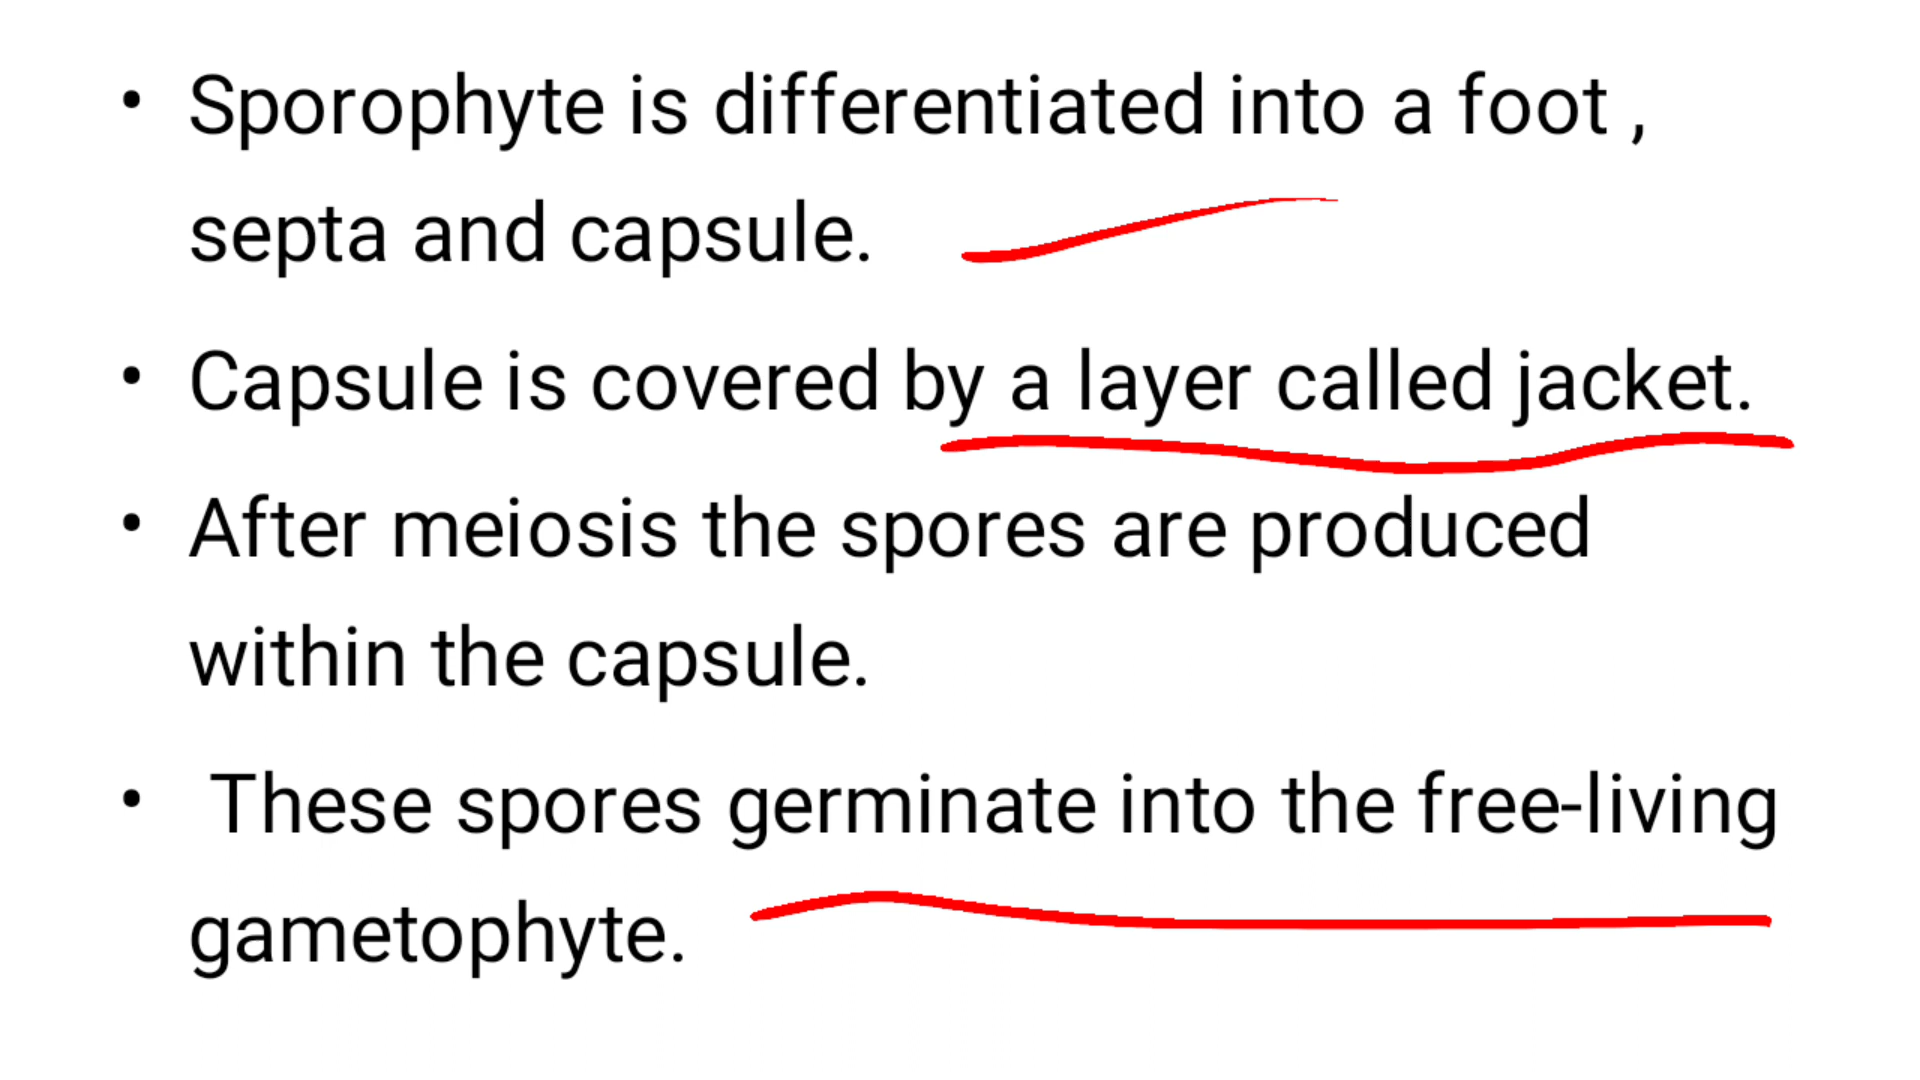 • Sporophyte is differentiated into a foot ,
septa and capsule.
• Capsule is covered by a layer called jacket.
• After meiosis the spores are produced
within the capsule.
• These spores germinate into the free-living
gametophyte.